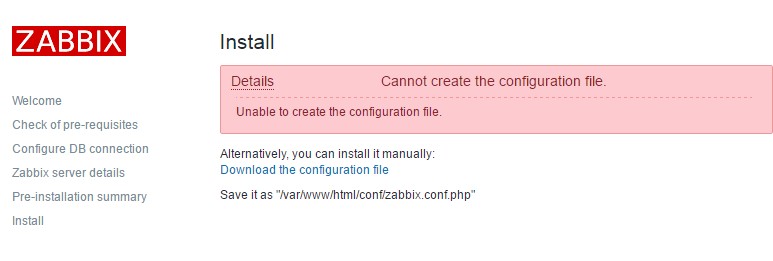 ZABBIX
Welcome
Check of pre-requisites
Configure DB connection
Zabbix server details
Pre-installation summary
Install
Install
Details Cannot create the configuration file.
Unable to create the configuration file.
Alternatively, you can install it manually:
Download the configuration file
Save it as "/var/www/html/conf/zabbix.conf.php"